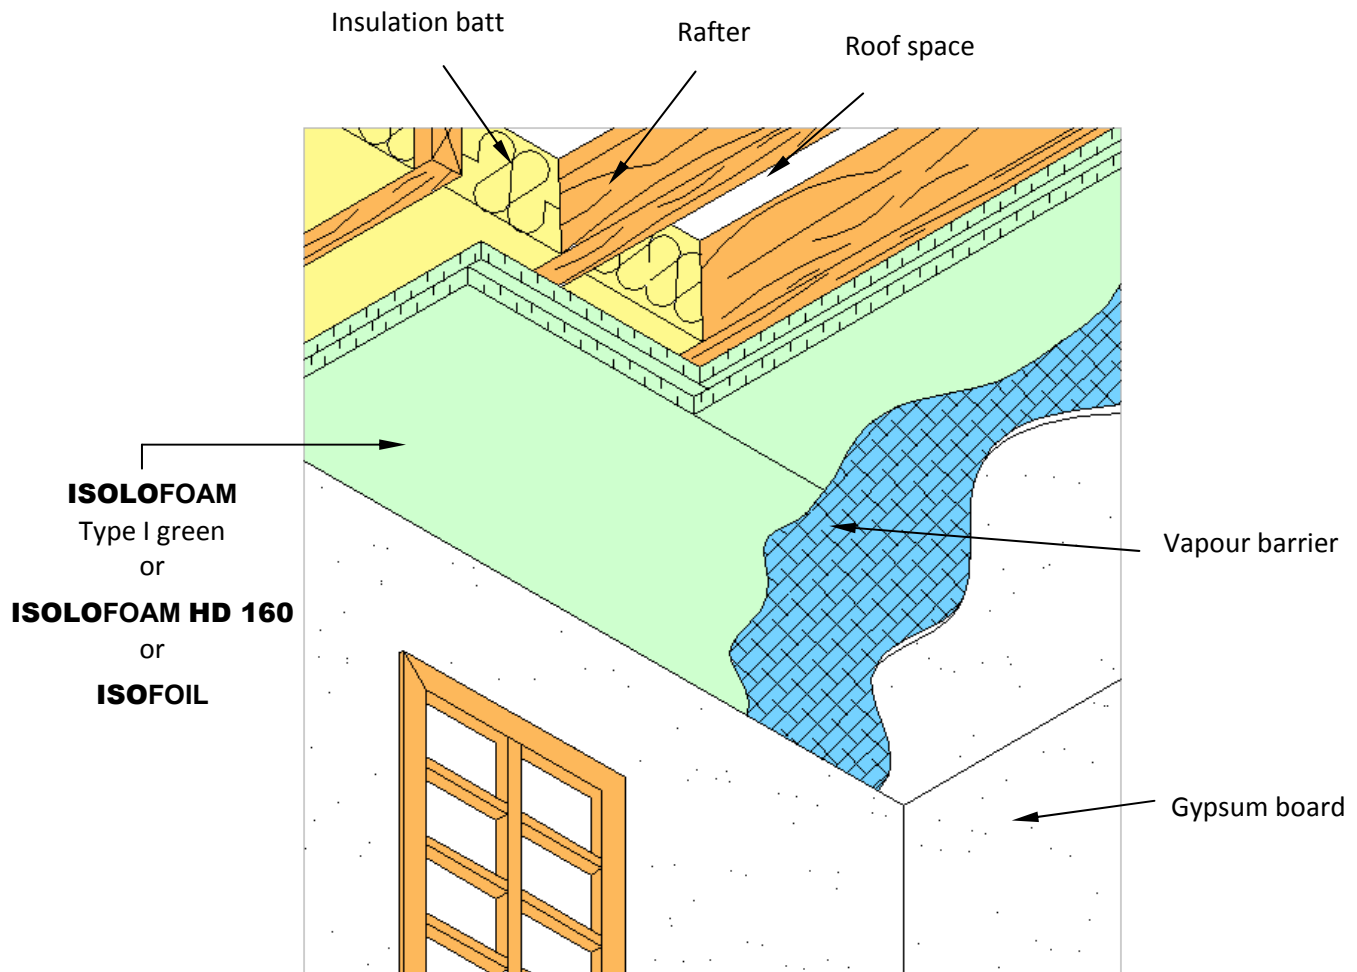 Insulation batt
Rafter
Roof space
ISOLOFOAM
Type I green
or
ISOLOFOAM HD 160
or
ISOFOIL
Vapour barrier
Gypsum board